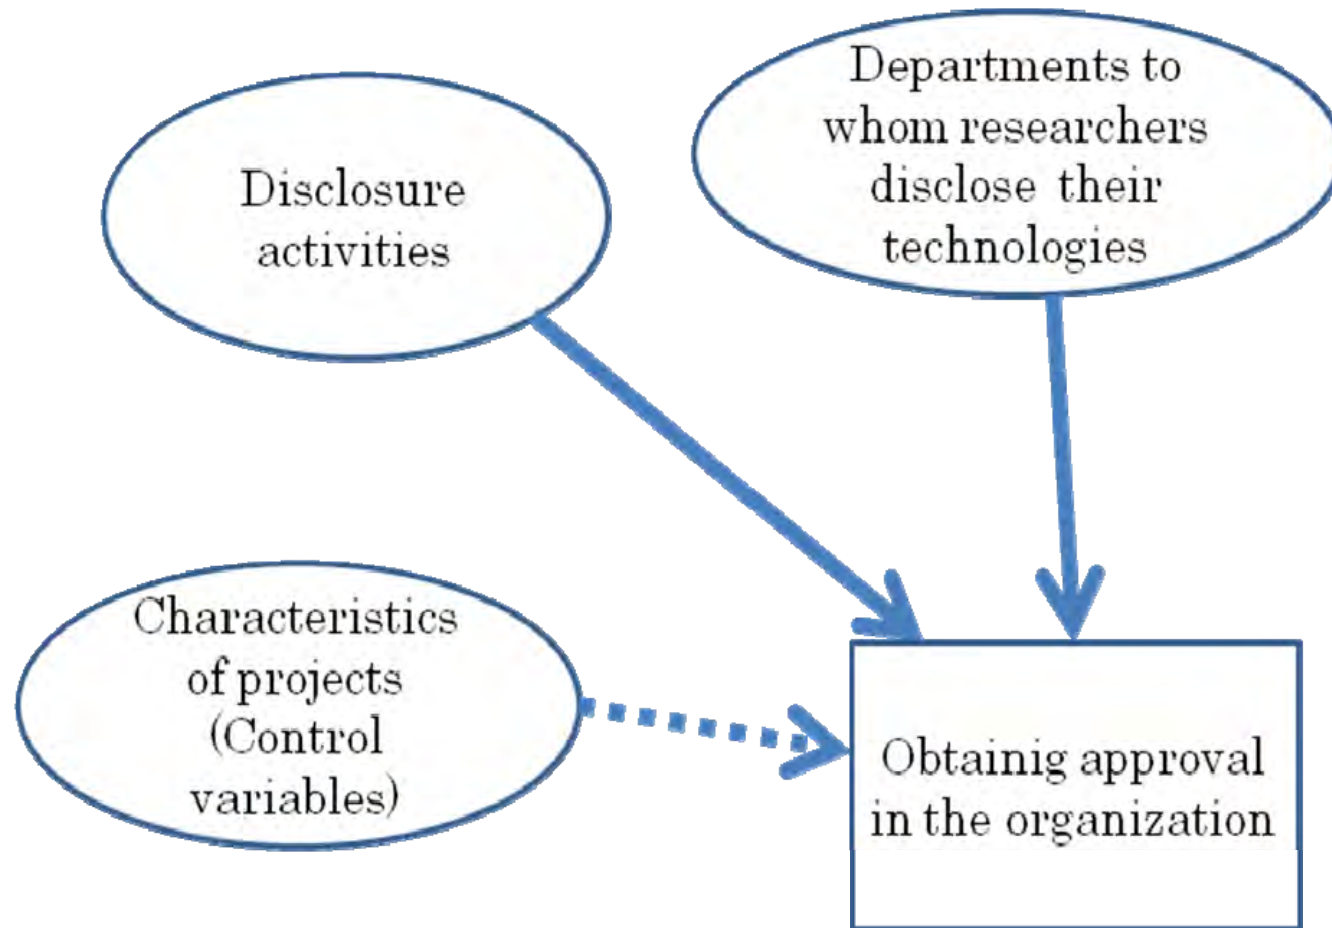 Departments to
whom researchers
disclose their
technologies
Disclosure
activities
Characteristics
of projects
(Control
variables)
Obtainig approval
in the organization